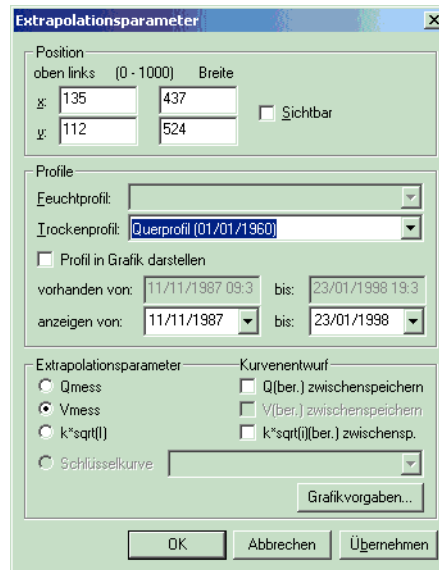 Extrapolationsparameter
Position
oben links (0 - 1000) Breite
x: 135 437
y: 112 524
Sichtbar
Profile
Feuchtprofil:
Trockenprofil: Querprofil (01/01/1960)
Profil in Grafik darstellen
vorhanden von: 11/11/1987 09:3 bis: 23/01/1998 19:3
anzeigen von: 11/11/1987 bis: 23/01/1998
Extrapolationsparameter Kurvenentwurf
Qmess Q(ber.) zwischenspeichern
Vmess V(ber.) zwischenspeichern
k*sqrt(I) k*sqrt(i)(ber.) zwischensp.
Schlüsselkurve
Grafikvorgaben...
OK Abbrechen Übernehmen